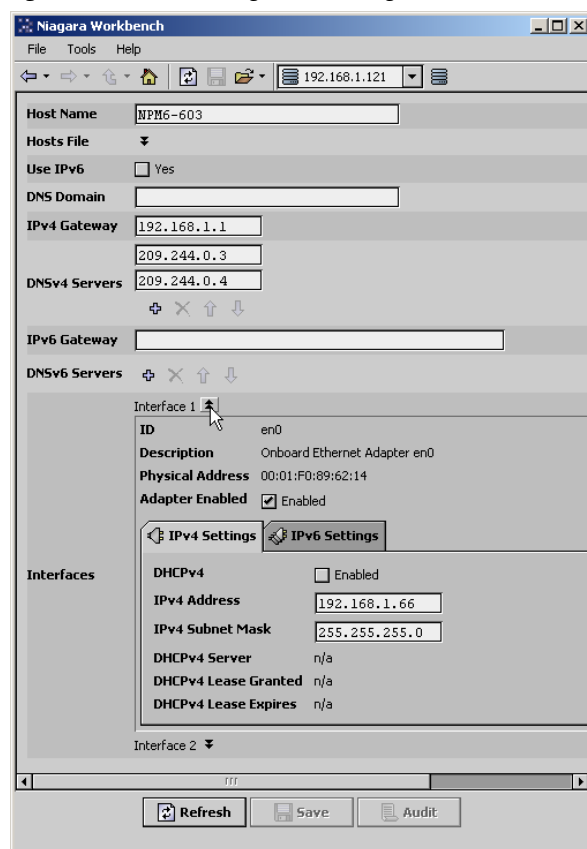 Niagara Workbench
File Tools Help
192.168.1.121
Host Name NPM6-603
Hosts File
Use IPv6 Yes
DNS Domain
IPv4 Gateway 192.168.1.1
209.244.0.3
DNSv4 Servers 209.244.0.4
IPv6 Gateway
DNSv6 Servers
Interface 1
ID en0
Description Onboard Ethernet Adapter en0
Physical Address 00:01:F0:89:62:14
Adapter Enabled Enabled
IPv4 Settings IPv6 Settings
Interfaces
DHCPv4 Enabled
IPv4 Address 192.168.1.66
IPv4 Subnet Mask 255.255.255.0
DHCPv4 Server n/a
DHCPv4 Lease Granted n/a
DHCPv4 Lease Expires n/a
Interface 2
Refresh Save Audit